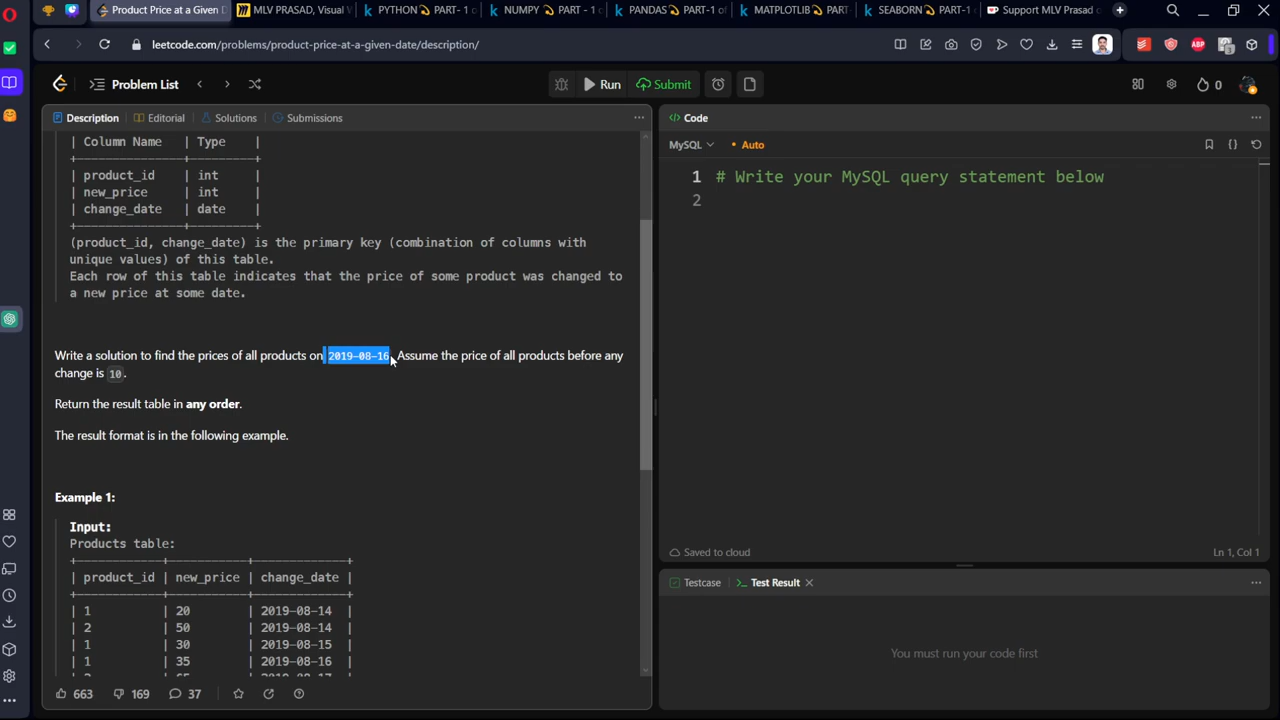 Product Price at a Given D
MLV PRASAD, Visual V
PYTHON PART- 1 o
NUMPY PART - 1 o
PANDAS PART-1 of
MATPLOTLIB PART-
SEABORN PART-1
Support MLV Prasad c
leetcode.com/problems/product-price-at-a-given-date/description/
Problem List
Run
Submit
0
Description
Editorial
Solutions
Submissions
Code
MySQL
Auto
| Column Name | Type |
| product_id | int |
| new_price | int |
| change_date | date |
(product_id, change_date) is the primary key (combination of columns with
unique values) of this table.
Each row of this table indicates that the price of some product was changed to
a new price at some date.
Write a solution to find the prices of all products on 2019-08-16. Assume the price of all products before any
change is 10.
Return the result table in any order.
The result format is in the following example.
Example 1:
Input:
Products table:
| product_id | new_price | change_date |
| 1 | 20 | 2019-08-14 |
| 2 | 50 | 2019-08-14 |
| 1 | 30 | 2019-08-15 |
| 1 | 35 | 2019-08-16 |
663
169
37
1 # Write your MySQL query statement below
2
Saved to cloud
Ln 1, Col 1
Testcase
Test Result
You must run your code first